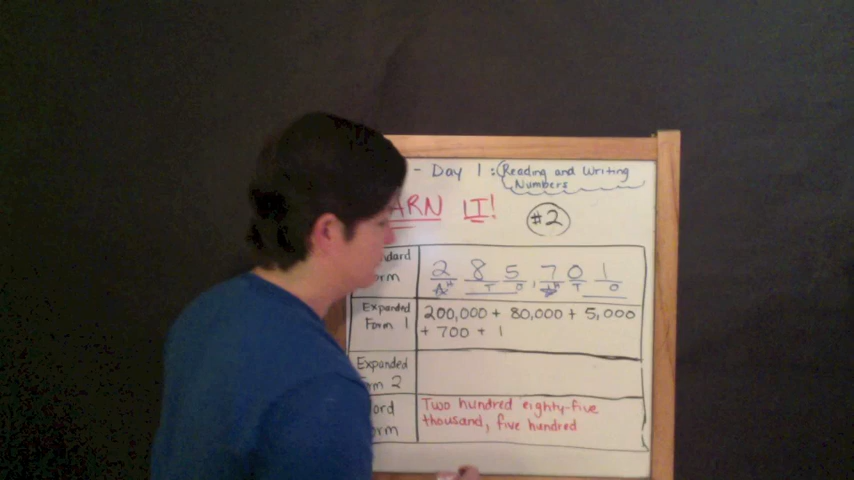 - Day 1: Reading and Writing
Numbers
ARN IT!
#2
dard
orm
2 8 5, 7 0 1
H T O H T O
Expanded
Form 1
200,000 + 80,000 + 5,000
+ 700 + 1
Expanded
rm 2
ord
orm
Two hundred eighty-five
thousand, five hundred